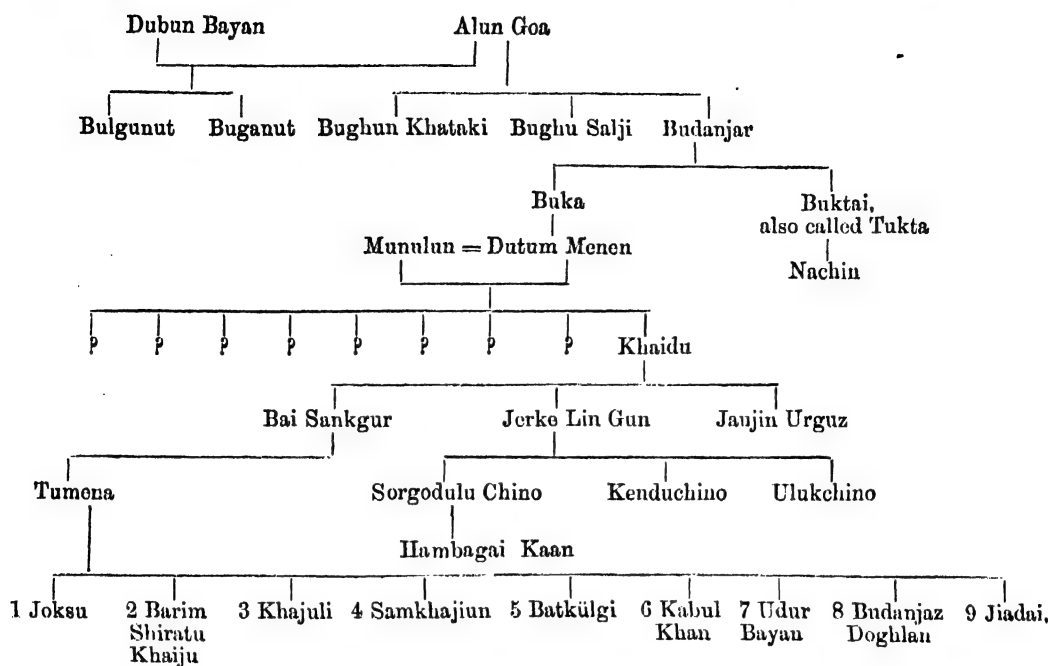 Dubun Bayan Alun Goa
Bulgunut Buganut Bughun Khataki Bughu Salji Budanjar
Buka Buktai,
also called Tukta
Munulun = Dutum Menen
Nachin
? ? ? ? ? ? ? ? Khaidu
Bai Sankgur Jerke Lin Gun Janjin Urguz
Tumena Sorgodulu Chino Kenduchino Ulukchino
Hambagai Kaan
1 Joksu 2 Barim 3 Khajuli 4 Samkhajiun 5 Batkülgi 6 Kabul 7 Udur 8 Budanjaz 9 Jiadai,
Shiratu Khan Bayan Doghlan
Khaiju